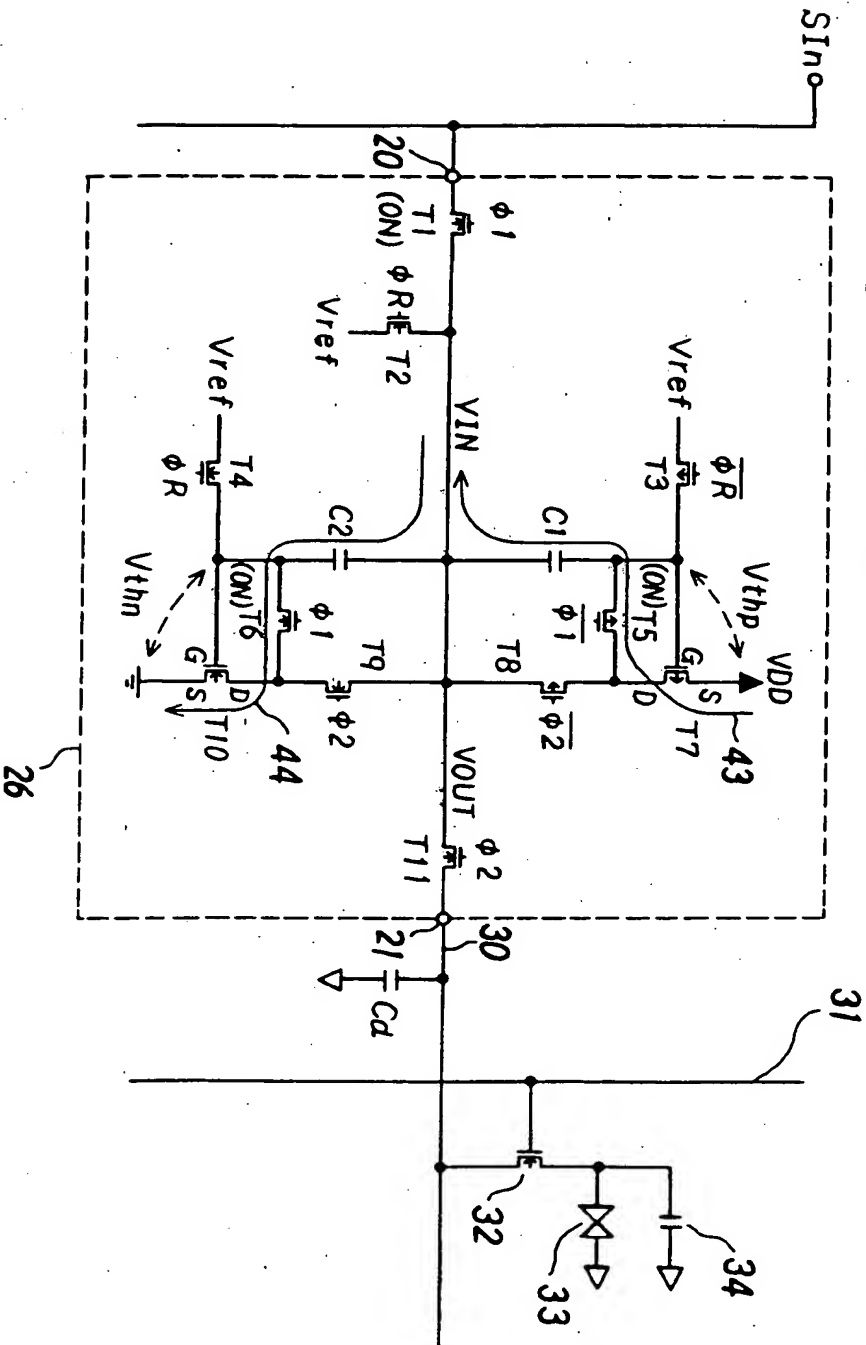 SIn
20
φ1
T1
(ON)
φR
T2
Vref
Vref
T3
φR̅
VIN
Vref
T4
φR
C1
C2
Vthp
VDD
(ON)T5
φ1̅
G
S
D
T7
43
T8
φ2̅
Vthn
(ON)T6
φ1
T9
φ2
G
S
D
T10
44
VOUT
φ2
T11
26
21
30
Cd
31
32
33
34